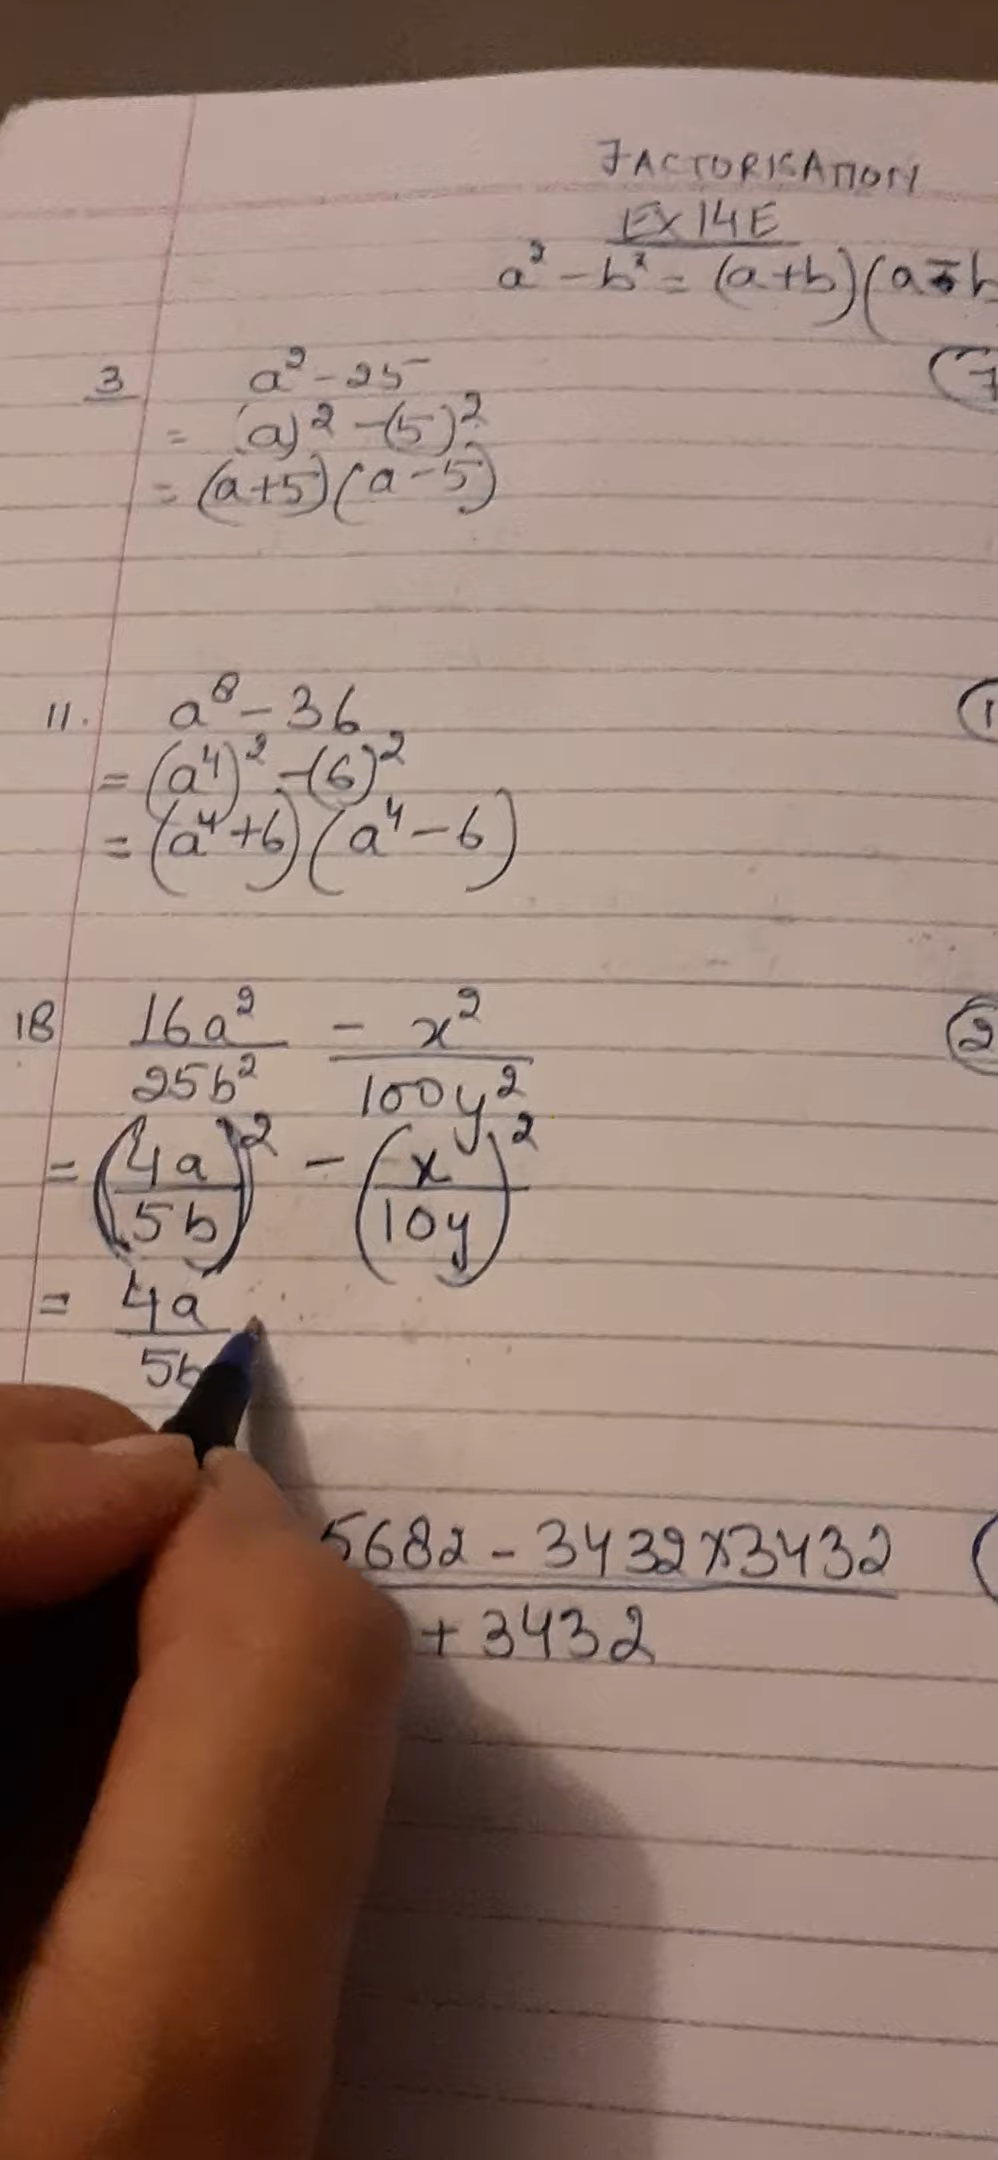 FACTORISATION
EX 14E
a² - b² = (a+b)(a-b
3 a² - 25
= (a)² - (5)²
= (a+5)(a-5)
11. a⁸ - 36
= (a⁴)² - (6)²
= (a⁴+6)(a⁴-6)
18 16a²/25b² - x²/100y²
= (4a/5b)² - (x/10y)²
= 4a/5b
5682 - 3432×3432
+ 3432